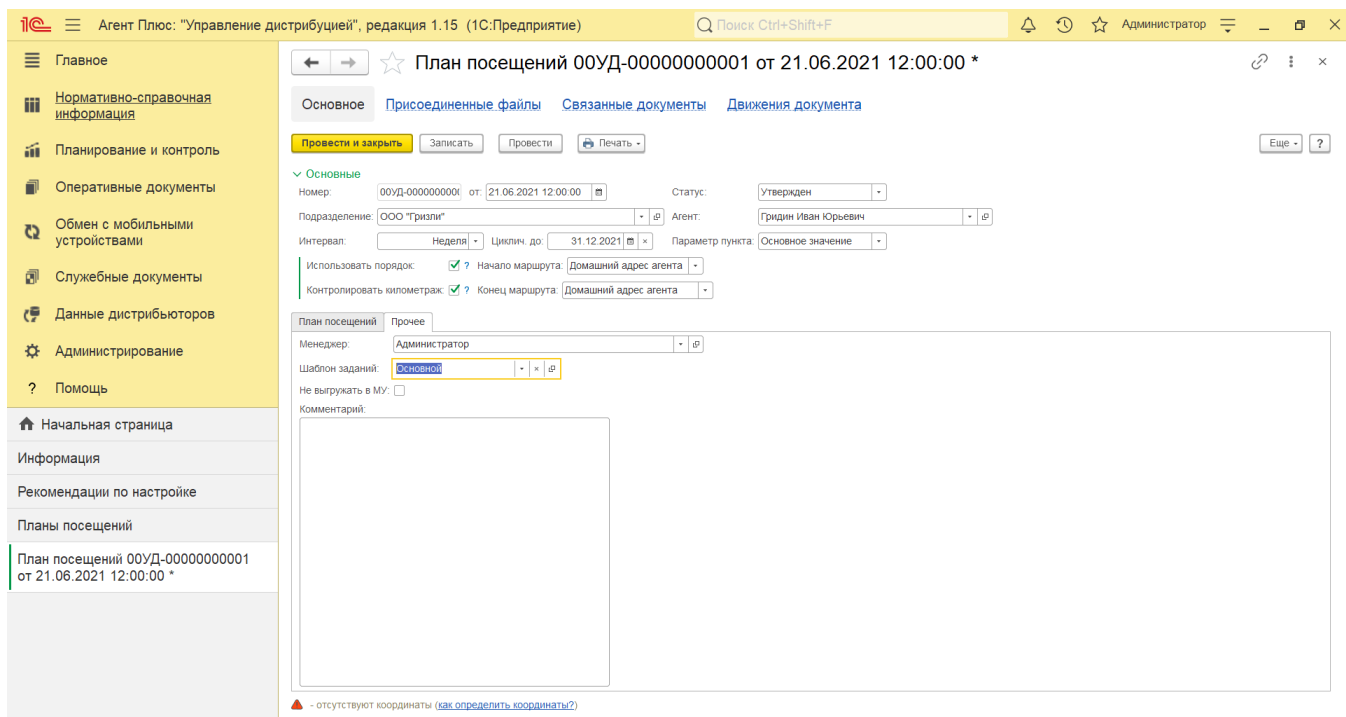 1С Агент Плюс: "Управление дистрибуцией", редакция 1.15 (1С:Предприятие) Поиск Ctrl+Shift+F Администратор
Главное
Нормативно-справочная
информация
Планирование и контроль
Оперативные документы
Обмен с мобильными
устройствами
Служебные документы
Данные дистрибьюторов
Администрирование
? Помощь
Начальная страница
Информация
Рекомендации по настройке
Планы посещений
План посещений 00УД-00000000001
от 21.06.2021 12:00:00 *
План посещений 00УД-00000000001 от 21.06.2021 12:00:00 *
Основное Присоединенные файлы Связанные документы Движения документа
Провести и закрыть Записать Провести Печать Еще ?
Основные
Номер: 00УД-000000000( от: 21.06.2021 12:00:00 Статус: Утвержден
Подразделение: ООО "Гризли" Агент: Гридин Иван Юрьевич
Интервал: Неделя Циклич. до: 31.12.2021 Параметр пункта: Основное значение
Использовать порядок: ? Начало маршрута: Домашний адрес агента
Контролировать километраж: ? Конец маршрута: Домашний адрес агента
План посещений Прочее
Менеджер: Администратор
Шаблон заданий: Основной
Не выгружать в МУ:
Комментарий:
- отсутствуют координаты (как определить координаты?)